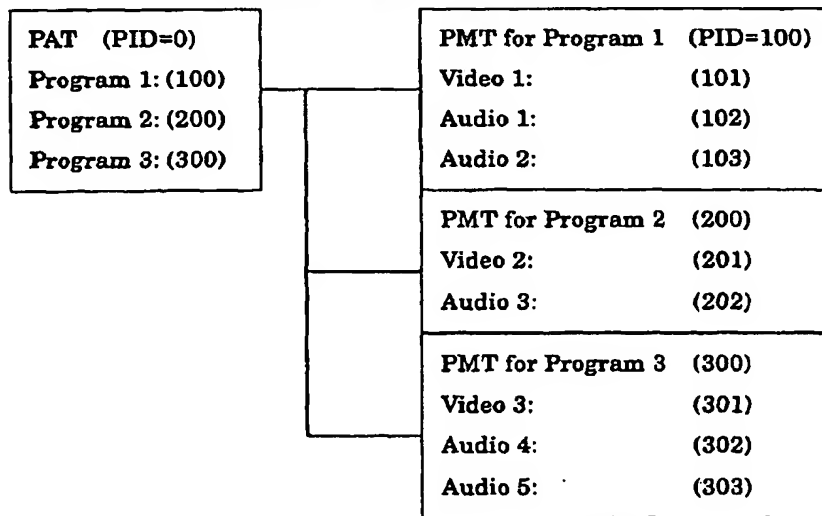 PAT (PID=0)
Program 1: (100)
Program 2: (200)
Program 3: (300)
PMT for Program 1 (PID=100)
Video 1: (101)
Audio 1: (102)
Audio 2: (103)
PMT for Program 2 (200)
Video 2: (201)
Audio 3: (202)
PMT for Program 3 (300)
Video 3: (301)
Audio 4: (302)
Audio 5: (303)